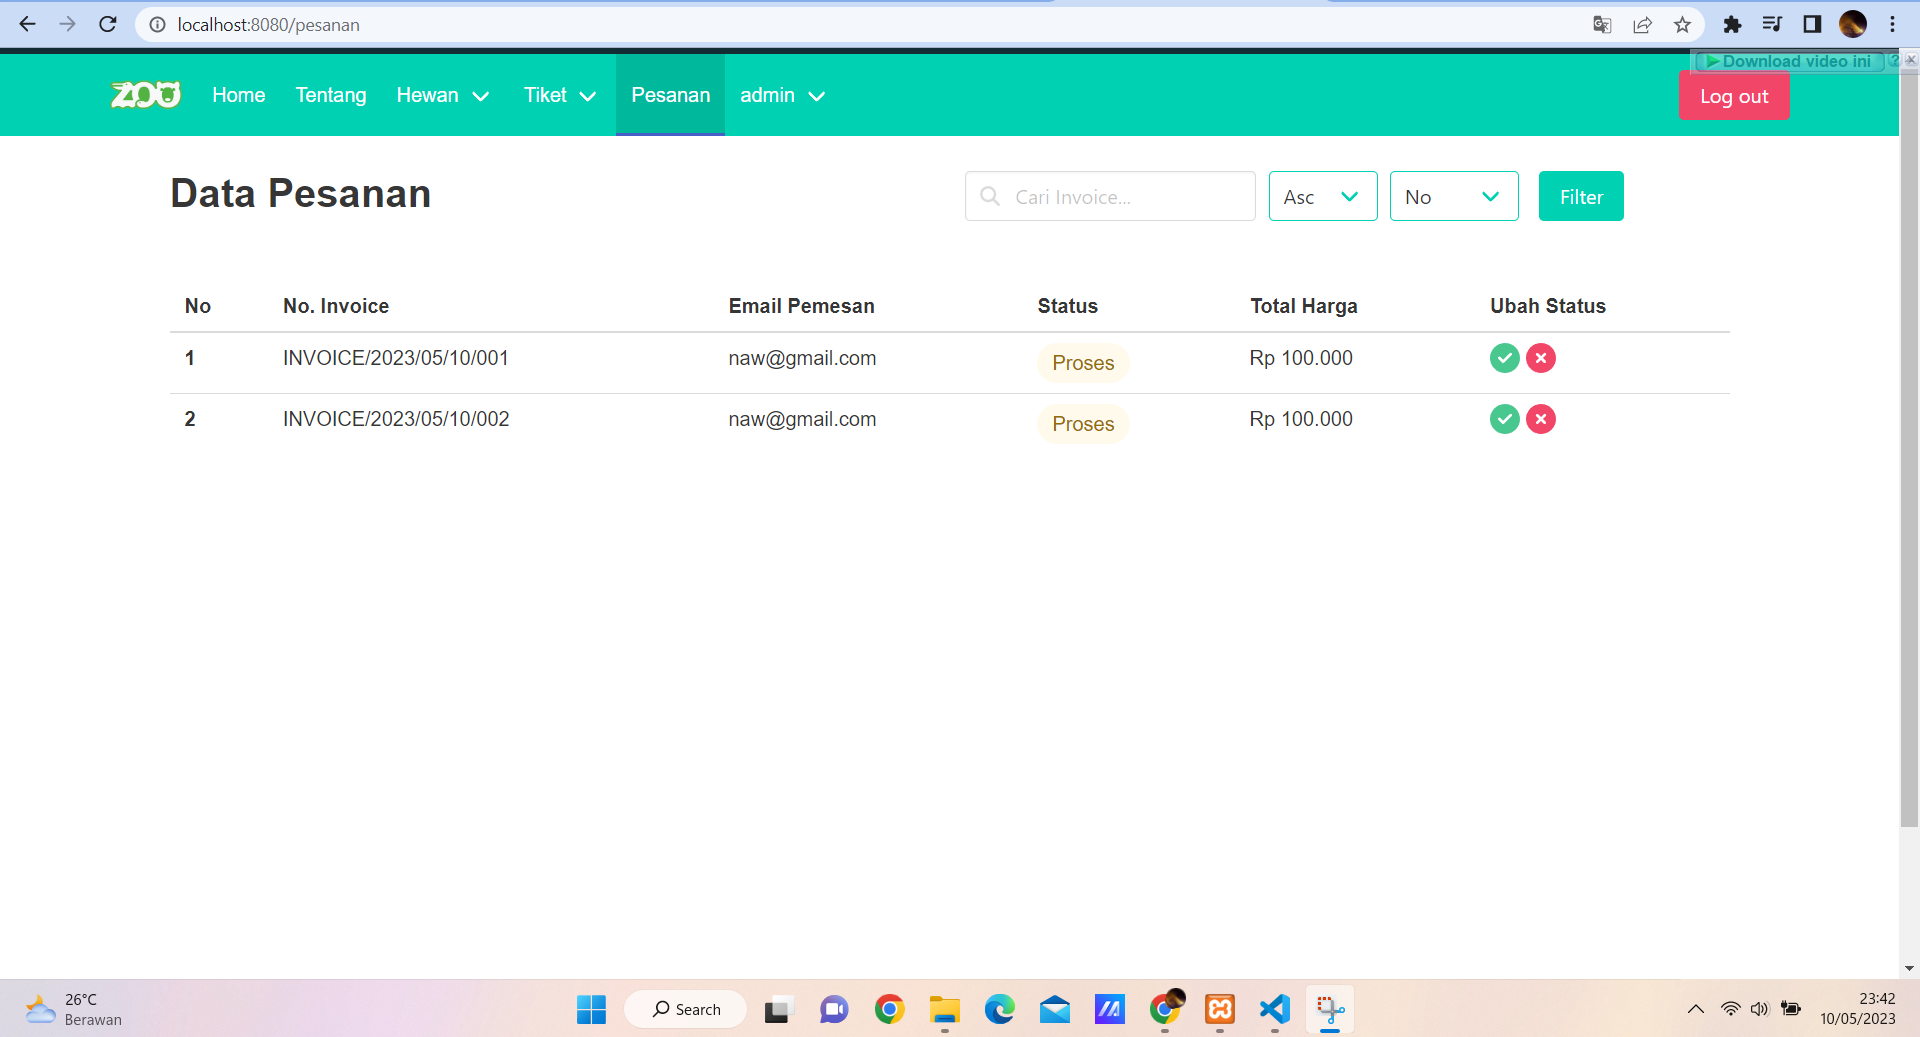 localhost:8080/pesanan
Download video ini ? x
ZOO Home Tentang Hewan Tiket Pesanan admin Log out
Data Pesanan Cari Invoice... Asc No Filter
No No. Invoice Email Pemesan Status Total Harga Ubah Status
1 INVOICE/2023/05/10/001 naw@gmail.com Proses Rp 100.000
2 INVOICE/2023/05/10/002 naw@gmail.com Proses Rp 100.000
26°C
Berawan
Search
23:42
10/05/2023